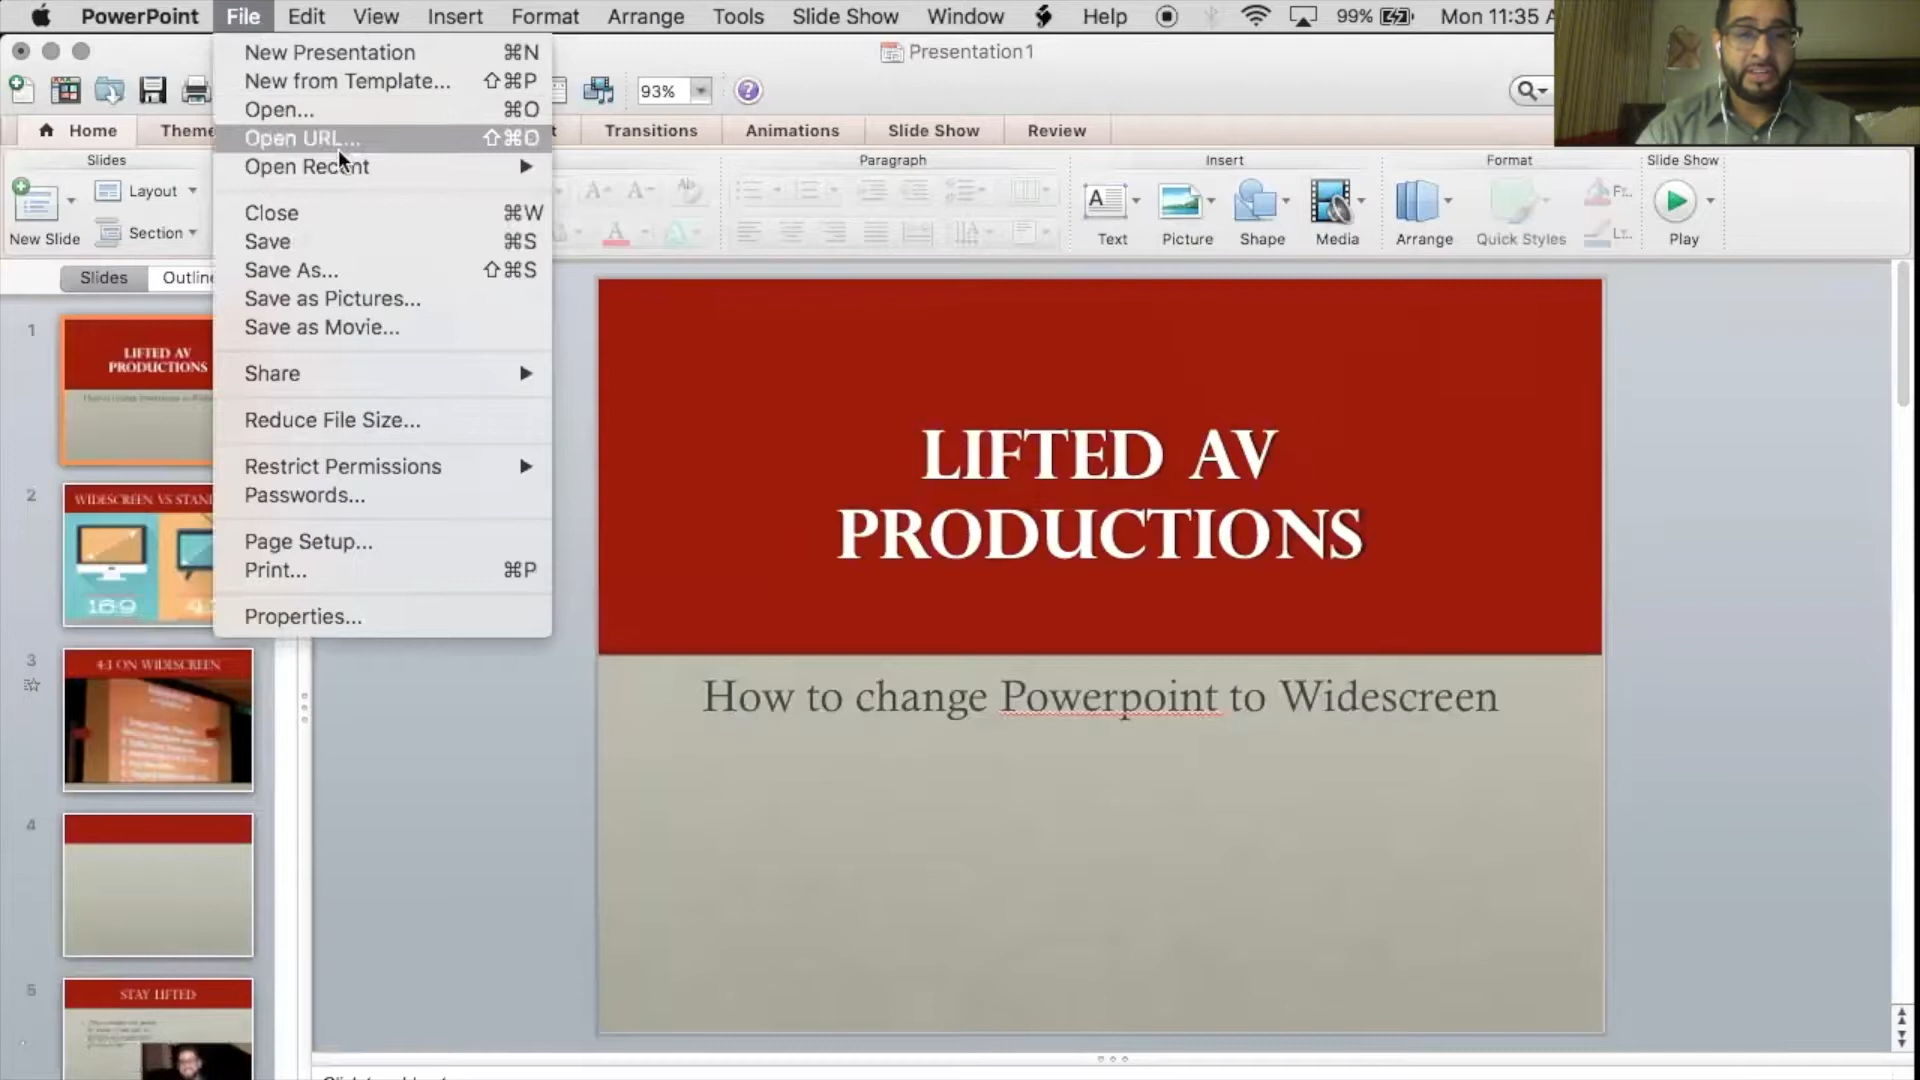 PowerPoint File Edit View Insert Format Arrange Tools Slide Show Window Help 99% Mon 11:35
Presentation1
93%
Home
Transitions Animations Slide Show Review
Slides Paragraph Insert Format Slide Show
Layout
Section
New Slide
Text Picture Shape Media Arrange Quick Styles Play
Slides
New Presentation ⌘N
New from Template... ⇧⌘P
Open... ⌘O
Open URL... ⇧⌘O
Open Recent
Close ⌘W
Save ⌘S
Save As... ⇧⌘S
Save as Pictures...
Save as Movie...
Share
Reduce File Size...
Restrict Permissions
Passwords...
Page Setup...
Print... ⌘P
Properties...
1
LIFTED AV
PRODUCTIONS
2
WIDESCREEN VS
16:9
3
4:3 ON WIDESCREEN
4
5
STAY LIFTED
LIFTED AV
PRODUCTIONS
How to change Powerpoint to Widescreen